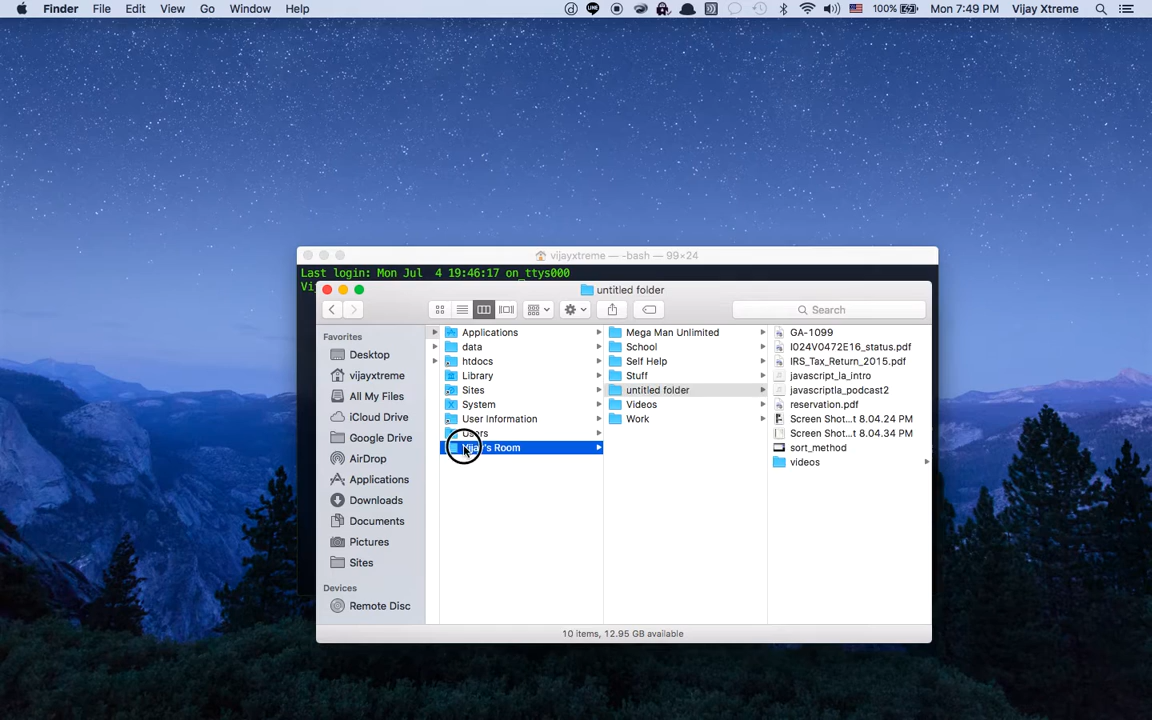 Finder File Edit View Go Window Help
LINE 100% Mon 7:49 PM Vijay Xtreme
vijayxtreme — -bash — 99×24
Last login: Mon Jul 4 19:46:17 on ttys000
untitled folder
Search
Favorites
Desktop
vijayxtreme
All My Files
iCloud Drive
Google Drive
AirDrop
Applications
Downloads
Documents
Pictures
Sites
Devices
Remote Disc
Applications
data
htdocs
Library
Sites
System
User Information
Users
Vijay's Room
Mega Man Unlimited
School
Self Help
Stuff
untitled folder
Videos
Work
GA-1099
I024V0472E16_status.pdf
IRS_Tax_Return_2015.pdf
javascript_la_intro
javascriptla_podcast2
reservation.pdf
Screen Shot...t 8.04.24 PM
Screen Shot...t 8.04.34 PM
sort_method
videos
10 items, 12.95 GB available